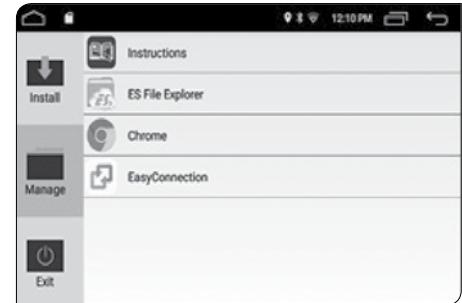 12:10 PM
Install
Manage
Exit
Instructions
ES File Explorer
Chrome
EasyConnection